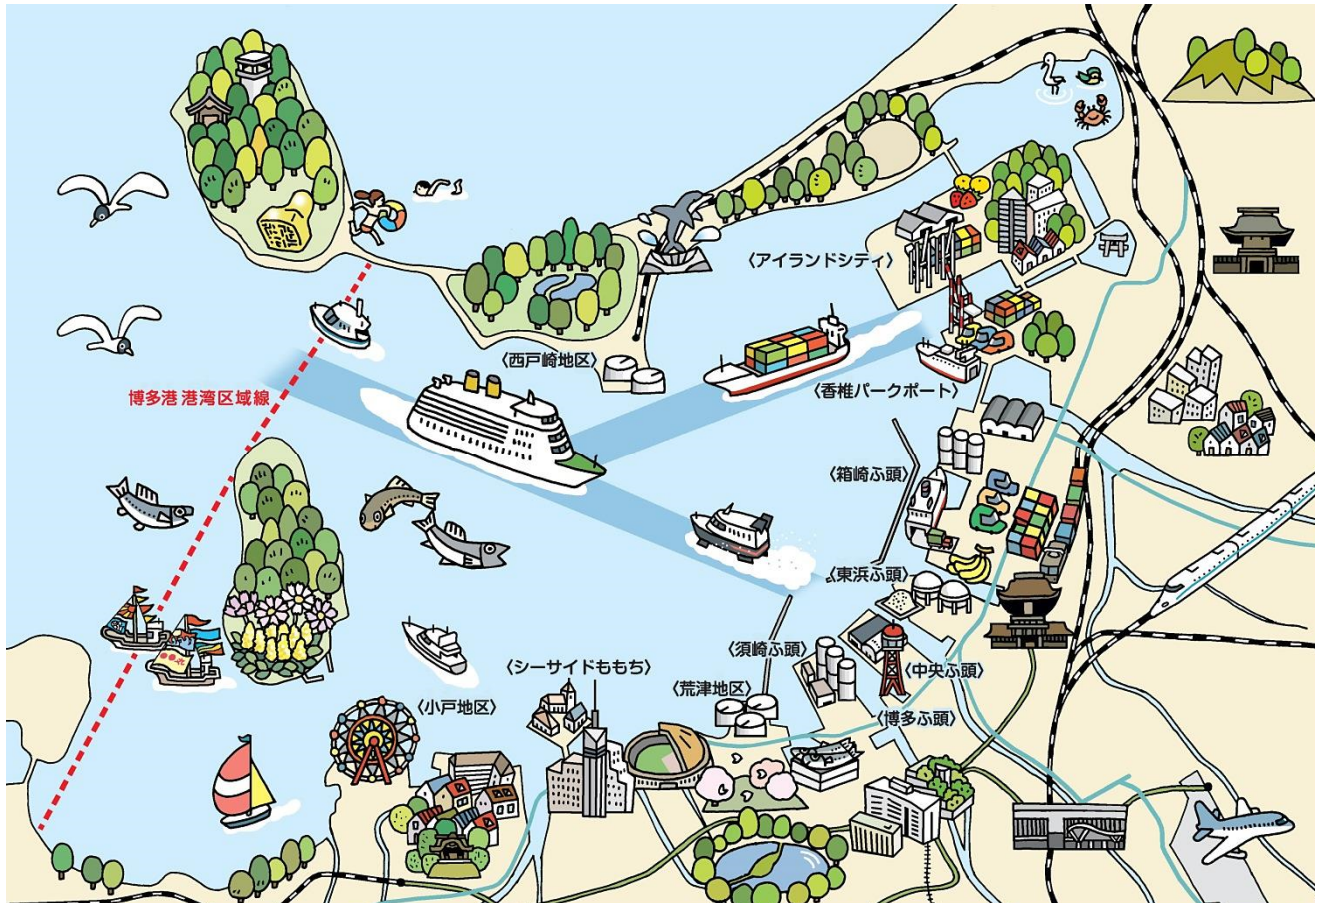 〈アイランドシティ〉
〈西戸崎地区〉
〈香椎パークポート〉
博多港 港湾区域線
〈箱崎ふ頭〉
〈東浜ふ頭〉
〈須崎ふ頭〉
〈シーサイドももち〉
〈中央ふ頭〉
〈荒津地区〉
〈小戸地区〉
〈博多ふ頭〉